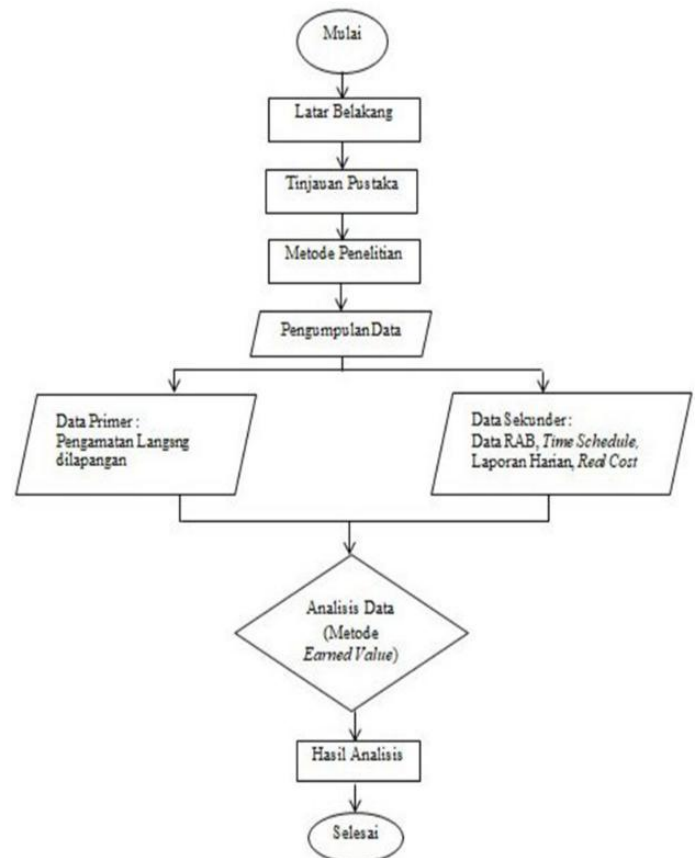 Mulai
Latar Belakang
Tinjauan Pustaka
Metode Penelitian
Pengumpulan Data
Data Primer :
Pengamatan Langsng
dilapangan
Data Sekunder :
Data RAB, Time Schedule,
Laporan Harian, Real Cost
Analisis Data
(Metode
Earned Value)
Hasil Analisis
Selesai